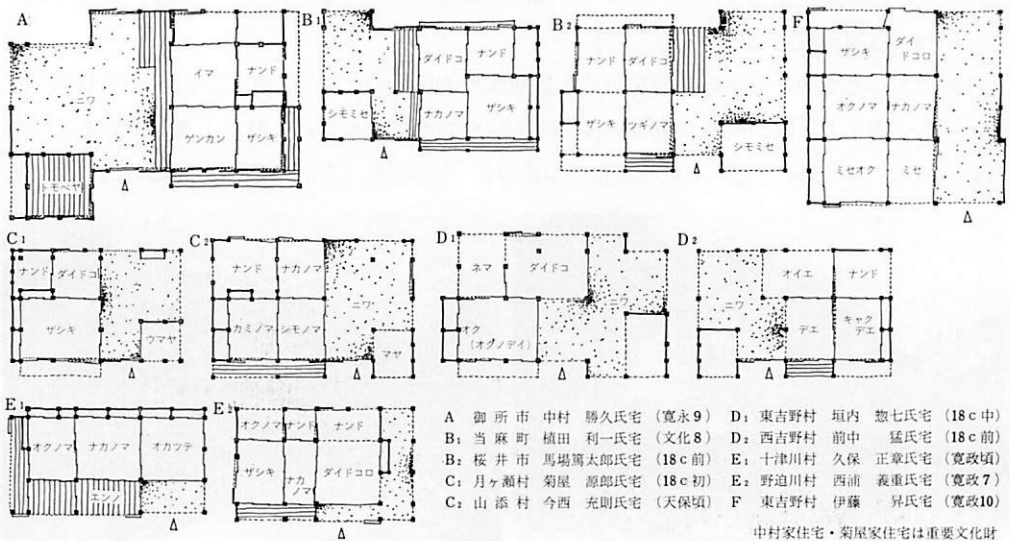 A
ニワ
トモベヤ
イマ
ナンド
ゲンカン
ザシキ
B1
ダイドコ
ナンド
シモミセ
ナカノマ
ザシキ
B2
ナンド
ダイドコ
ザシキ
ツギノマ
シモミセ
F
ザシキ
ダイ
ドコロ
オクノマ
ナカノマ
ミセオク
ミセ
C1
ナンド
ダイドコ
ザシキ
ウマヤ
C2
ナンド
ナカノマ
ニワ
カミノマ
シモノマ
マヤ
D1
ネマ
ダイドコ
ニワ
オク
(オクノデイ)
D2
オイエ
ナンド
ニワ
デエ
キャク
デエ
E1
オクノマ
ナカノマ
オカッテ
エンノ
E2
オクノマ
ナンド
ナンド
ザシキ
ナカ
ノマ
ダイドコロ
A 御所市 中村 勝久氏宅 (寛永9)
B1 当麻町 植田 利一氏宅 (文化8)
B2 桜井市 馬場篤太郎氏宅 (18c前)
C1 月ヶ瀬村 菊屋 源郎氏宅 (18c初)
C2 山添村 今西 充則氏宅 (天保頃)
D1 東吉野村 垣内 惣七氏宅 (18c中)
D2 西吉野村 前中 猛氏宅 (18c前)
E1 十津川村 久保 正章氏宅 (寛政頃)
E2 野迫川村 西浦 義重氏宅 (寛政7)
F 東吉野村 伊藤 昇氏宅 (寛政10)
中村家住宅・菊屋家住宅は重要文化財